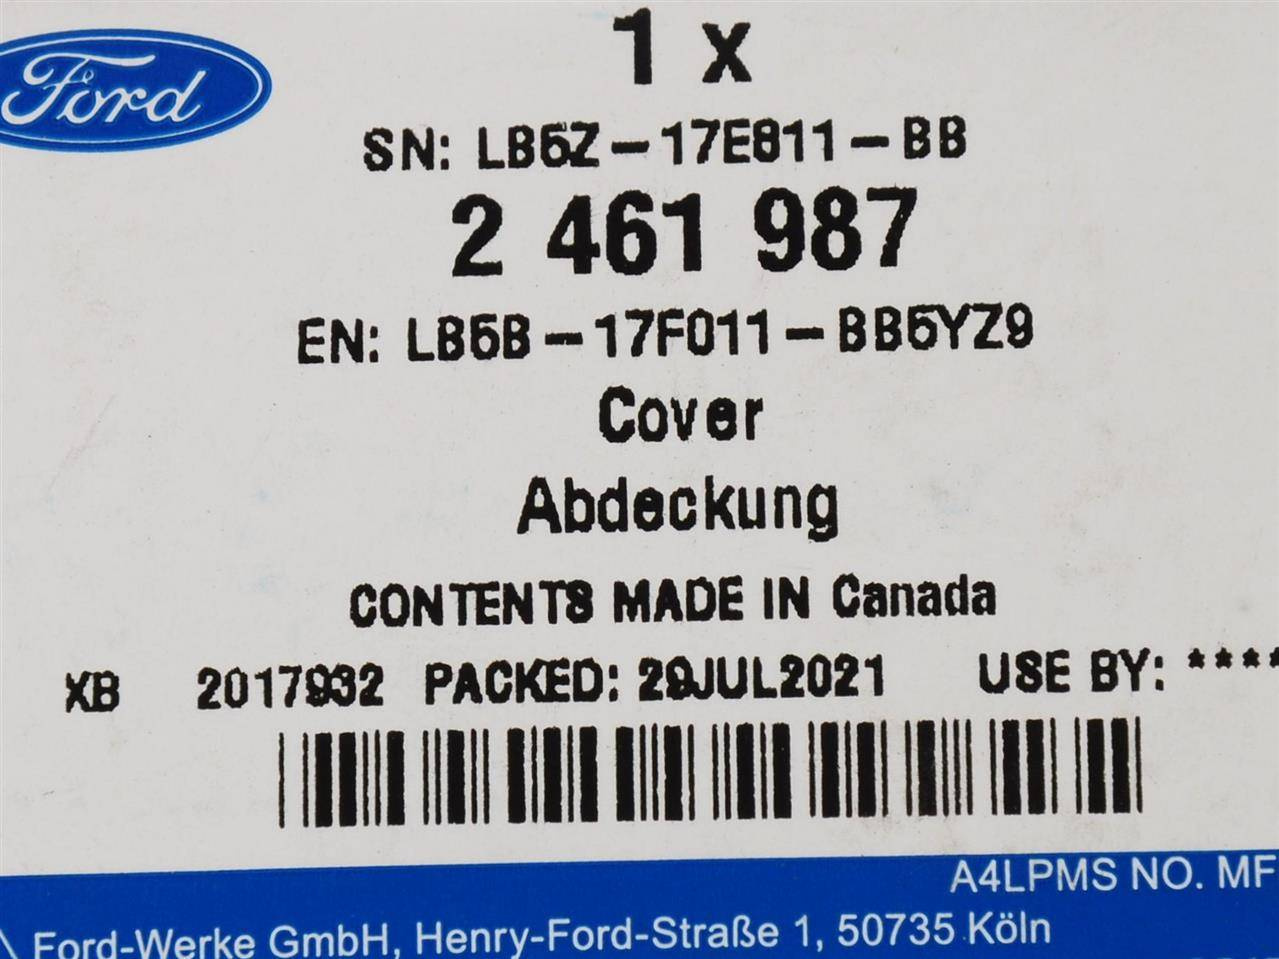 Ford
1 x
SN: LB5Z-17E811-BB
2 461 987
EN: LB5B-17F011-BB5YZ9
Cover
Abdeckung
CONTENTS MADE IN Canada
XB 2017932 PACKED: 29JUL2021 USE BY: ****
A4LPMS NO. MF
Ford-Werke GmbH, Henry-Ford-Straße 1, 50735 Köln